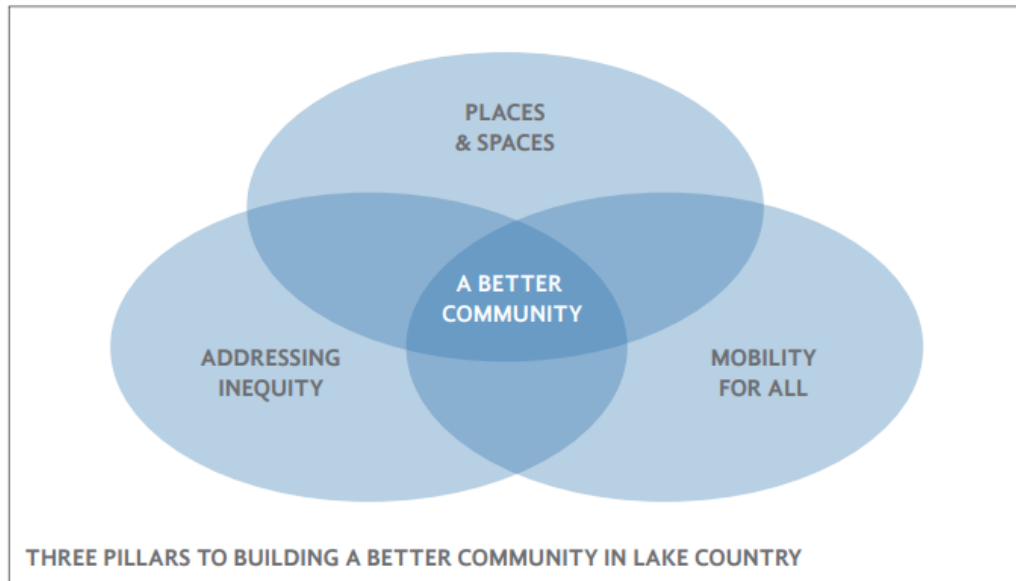 PLACES
& SPACES
A BETTER
COMMUNITY
ADDRESSING
INEQUITY
MOBILITY
FOR ALL
THREE PILLARS TO BUILDING A BETTER COMMUNITY IN LAKE COUNTRY